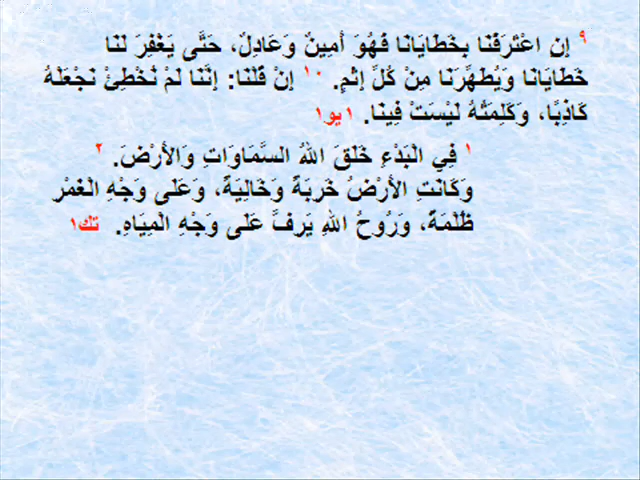 ٩ إِنِ اعْتَرَفْنَا بِخَطَايَانَا فَهُوَ أَمِينٌ وَعَادِلٌ، حَتَّى يَغْفِرَ لَنَا
خَطَايَانَا وَيُطَهِّرَنَا مِنْ كُلِّ إِثْمٍ. ١٠ إِنْ قُلْنَا: إِنَّنَا لَمْ نُخْطِئْ نَجْعَلْهُ
كَاذِبًا، وَكَلِمَتُهُ لَيْسَتْ فِينَا. ١يو١
١ فِي الْبَدْءِ خَلَقَ اللهُ السَّمَاوَاتِ وَالأَرْضَ. ٢
وَكَانَتِ الأَرْضُ خَرِبَةً وَخَالِيَةً، وَعَلَى وَجْهِ الْغَمْرِ
ظُلْمَةٌ، وَرُوحُ اللهِ يَرِفُّ عَلَى وَجْهِ الْمِيَاهِ. تك١